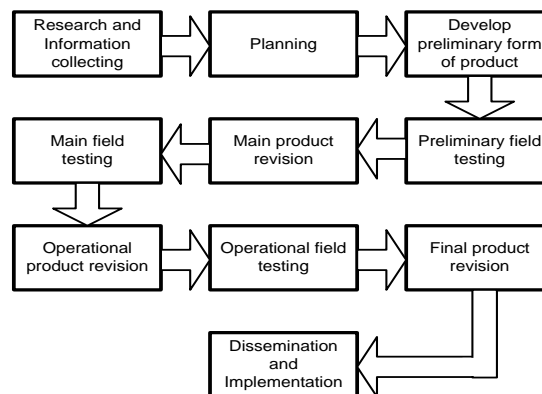 Research and
Information
collecting
Planning
Develop
preliminary form
of product
Preliminary field
testing
Main product
revision
Main field
testing
Operational
product revision
Operational field
testing
Final product
revision
Dissemination
and
Implementation